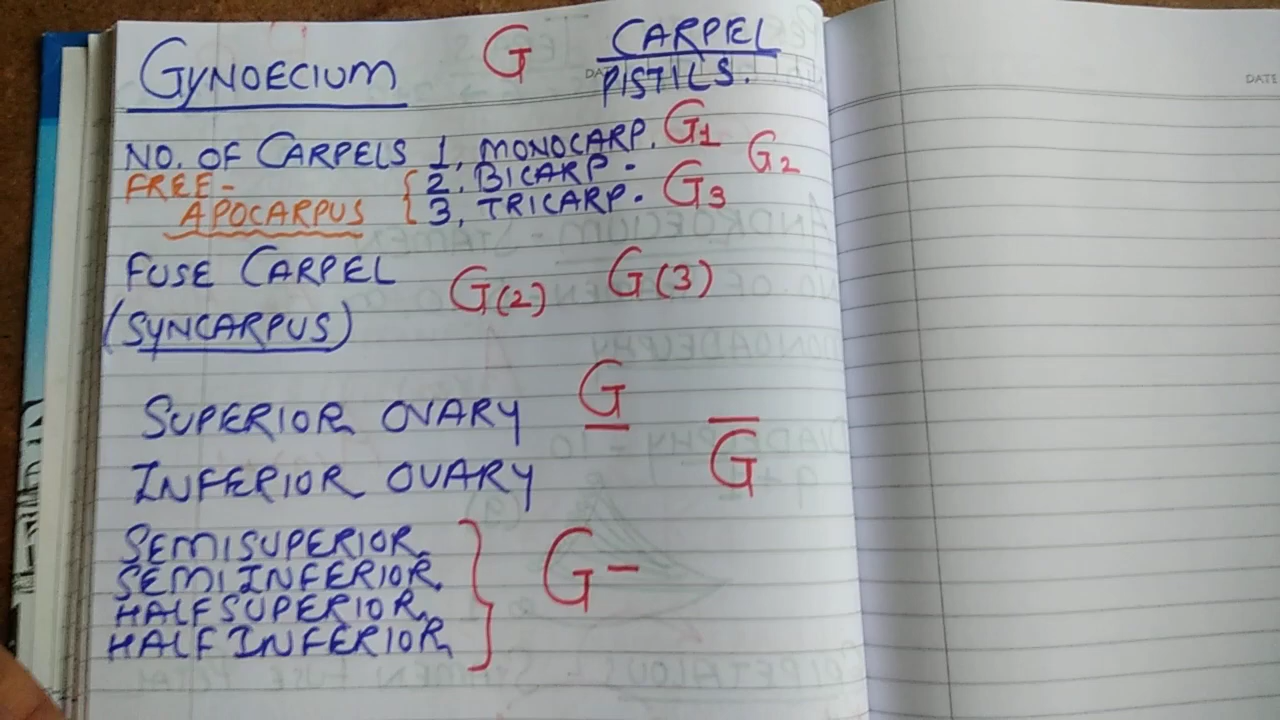 GYNOECIUM G CARPEL
PISTILS.
NO. OF CARPELS 1, MONOCARP. G1
FREE- 2, BICARP - G2
APOCARPUS 3, TRICARP. G3
FUSE CARPEL G(2) G(3)
(SYNCARPUS)
SUPERIOR OVARY G
INFERIOR OVARY G
SEMISUPERIOR
SEMIINFERIOR G-
HALFSUPERIOR
HALFINFERIOR
DATE